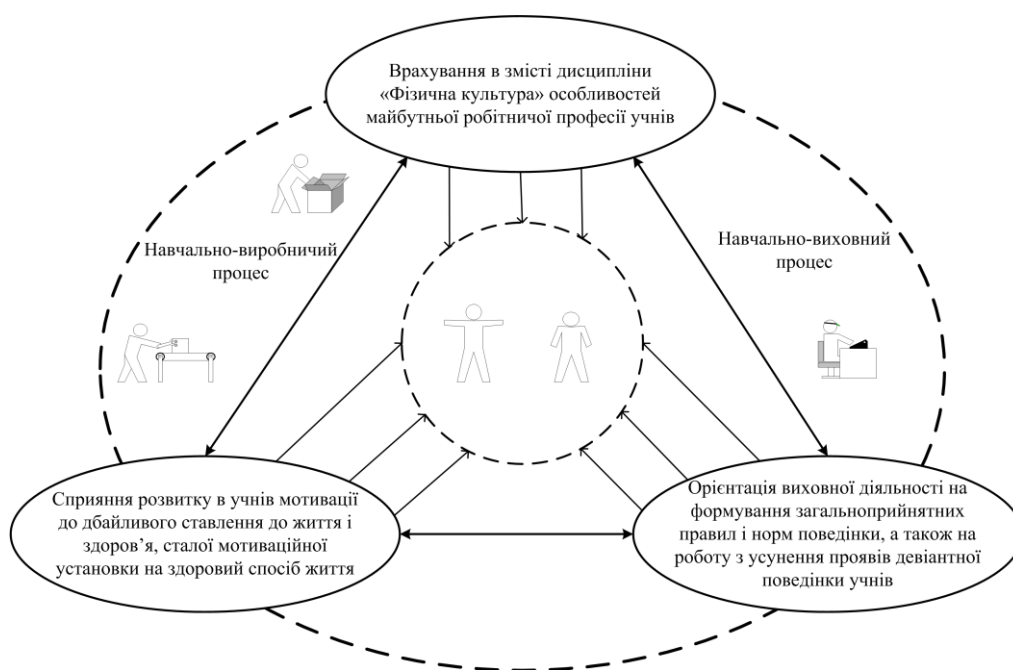 Врахування в змісті дисципліни
«Фізична культура» особливостей
майбутньої робітничої професії учнів
Навчально-виробничий
процес
Навчально-виховний
процес
Сприяння розвитку в учнів мотивації
до дбайливого ставлення до життя і
здоров’я, сталої мотиваційної
установки на здоровий спосіб життя
Орієнтація виховної діяльності на
формування загальноприйнятних
правил і норм поведінки, а також на
роботу з усунення проявів девіантної
поведінки учнів